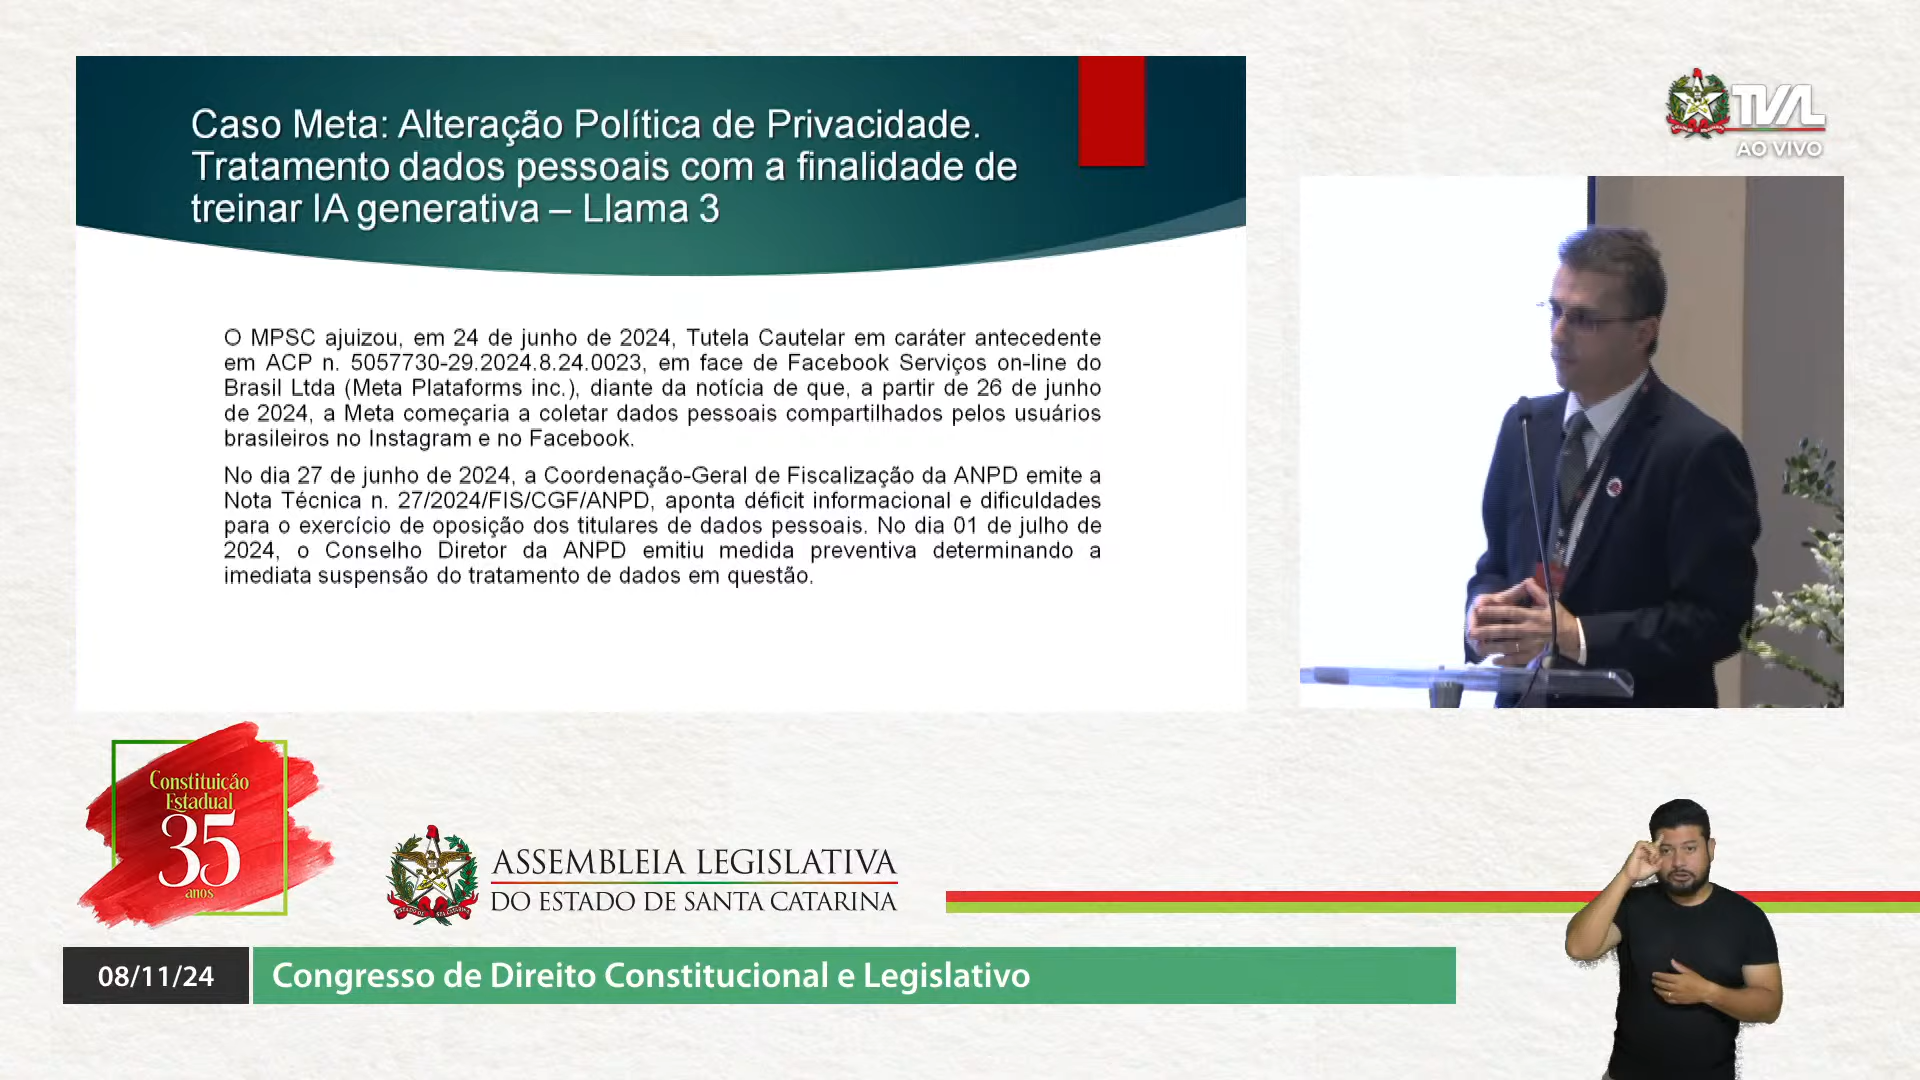 Caso Meta: Alteração Política de Privacidade.
Tratamento dados pessoais com a finalidade de
treinar IA generativa – Llama 3
TVAL
AO VIVO
O MPSC ajuizou, em 24 de junho de 2024, Tutela Cautelar em caráter antecedente
em ACP n. 5057730-29.2024.8.24.0023, em face de Facebook Serviços on-line do
Brasil Ltda (Meta Plataforms inc.), diante da notícia de que, a partir de 26 de junho
de 2024, a Meta começaria a coletar dados pessoais compartilhados pelos usuários
brasileiros no Instagram e no Facebook.
No dia 27 de junho de 2024, a Coordenação-Geral de Fiscalização da ANPD emite a
Nota Técnica n. 27/2024/FIS/CGF/ANPD, aponta déficit informacional e dificuldades
para o exercício de oposição dos titulares de dados pessoais. No dia 01 de julho de
2024, o Conselho Diretor da ANPD emitiu medida preventiva determinando a
imediata suspensão do tratamento de dados em questão.
Constituição
Estadual
35
anos
ASSEMBLEIA LEGISLATIVA
DO ESTADO DE SANTA CATARINA
08/11/24
Congresso de Direito Constitucional e Legislativo